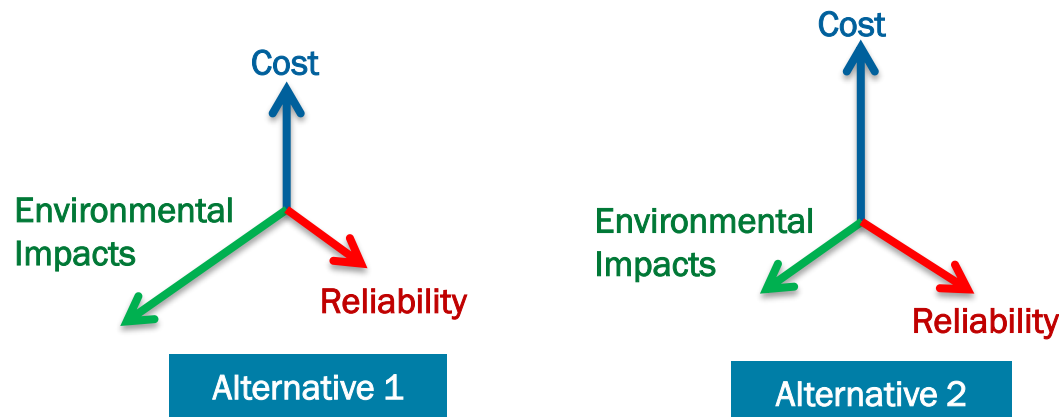 Cost
Environmental
Impacts
Reliability
Alternative 1
Cost
Environmental
Impacts
Reliability
Alternative 2